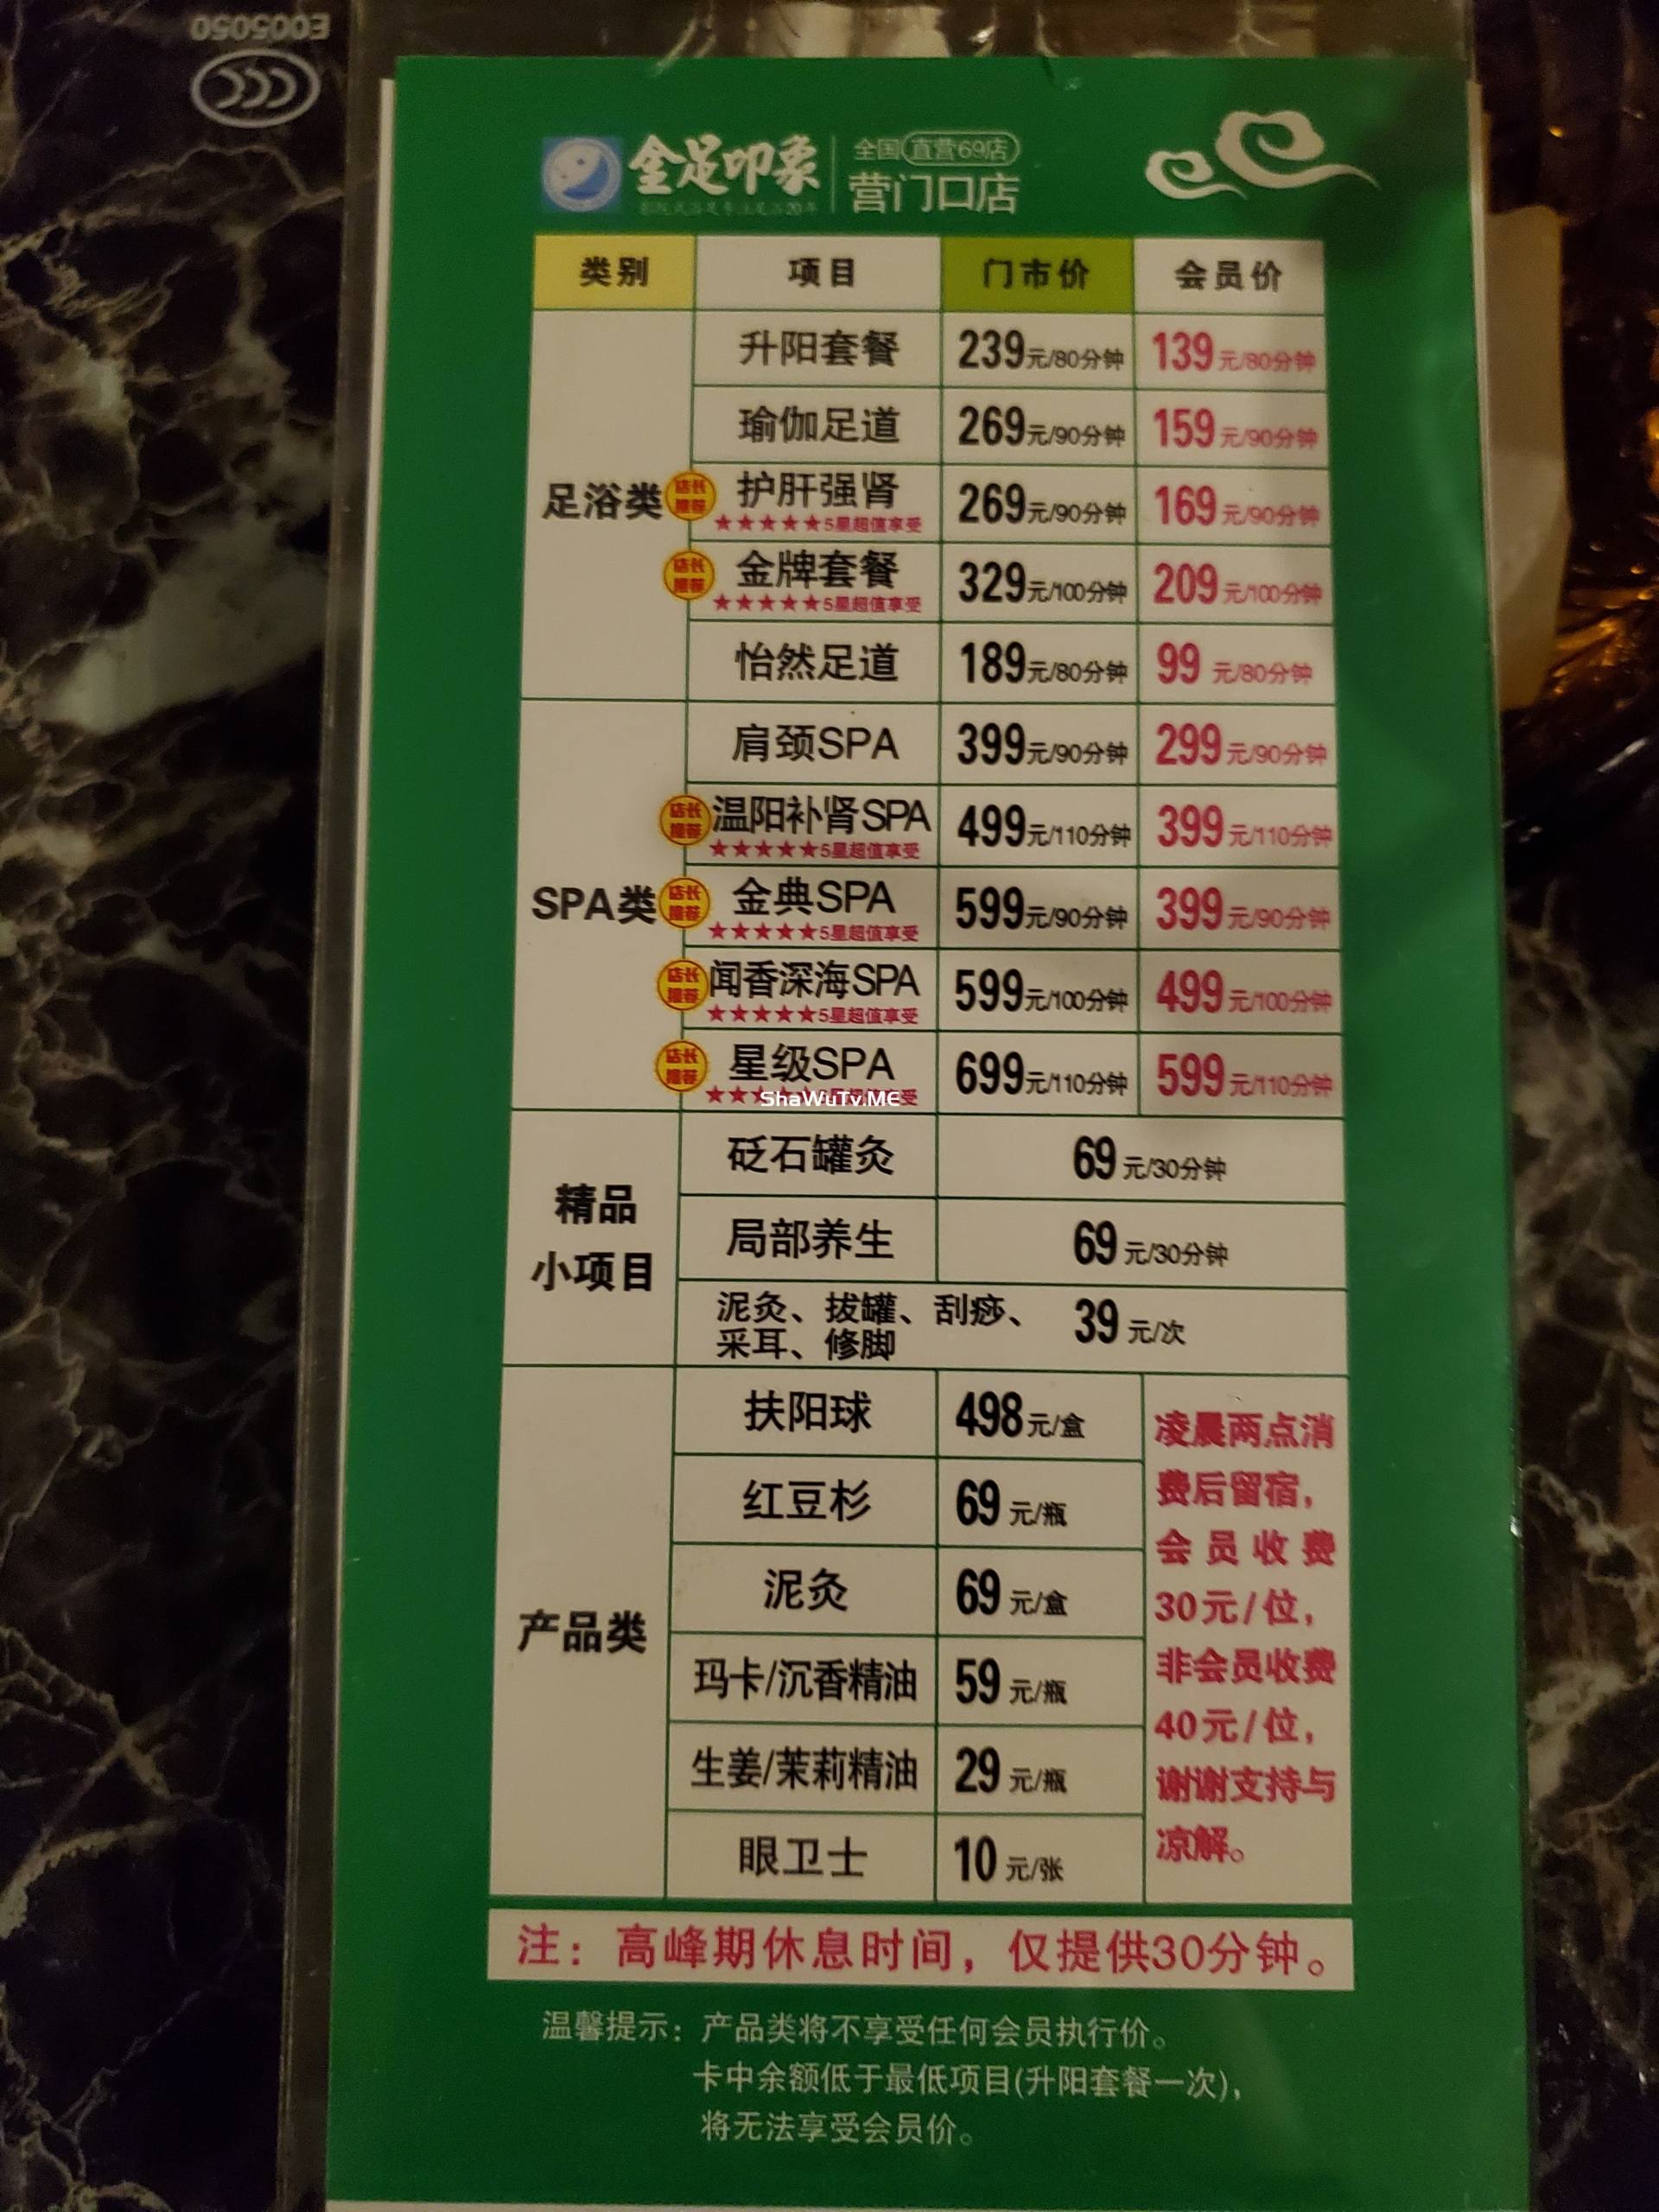 E005050
金足印象
全国 直营69店
营门口店
类别 项目 门市价 会员价
足浴类
升阳套餐 239元/80分钟 139元/80分钟
瑜伽足道 269元/90分钟 159元/90分钟
店长推荐 护肝强肾 269元/90分钟 169元/90分钟
★★★★★5星超值享受
店长推荐 金牌套餐 329元/100分钟 209元/100分钟
★★★★★5星超值享受
怡然足道 189元/80分钟 99元/80分钟
SPA类
肩颈SPA 399元/90分钟 299元/90分钟
店长推荐 温阳补肾SPA 499元/110分钟 399元/110分钟
★★★★★5星超值享受
店长推荐 金典SPA 599元/90分钟 399元/90分钟
★★★★★5星超值享受
店长推荐 闻香深海SPA 599元/100分钟 499元/100分钟
★★★★★5星超值享受
店长推荐 星级SPA 699元/110分钟 599元/110分钟
ShaWuTv.ME
精品
小项目
砭石罐灸 69元/30分钟
局部养生 69元/30分钟
泥灸、拔罐、刮痧、
采耳、修脚 39元/次
产品类
扶阳球 498元/盒
红豆杉 69元/瓶
泥灸 69元/盒
玛卡/沉香精油 59元/瓶
生姜/茉莉精油 29元/瓶
眼卫士 10元/张
凌晨两点消
费后留宿，
会员收费
30元/位，
非会员收费
40元/位，
谢谢支持与
凉解。
注：高峰期休息时间，仅提供30分钟。
温馨提示：产品类将不享受任何会员执行价。
卡中余额低于最低项目(升阳套餐一次)，
将无法享受会员价。